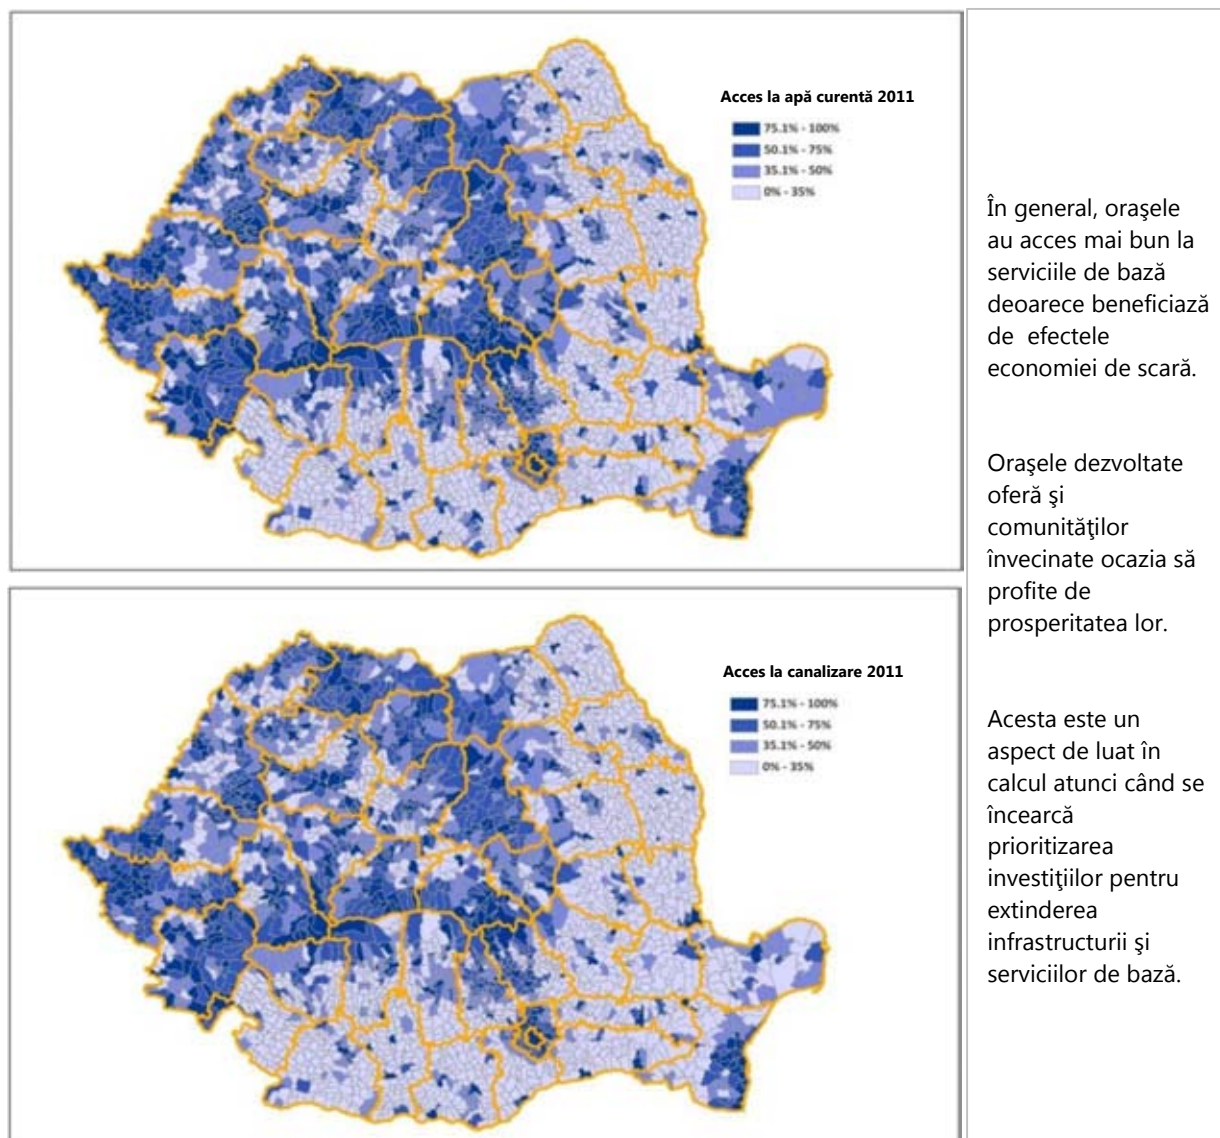 Acces la apă curentă 2011
75.1% - 100%
50.1% - 75%
35.1% - 50%
0% - 35%
Acces la canalizare 2011
75.1% - 100%
50.1% - 75%
35.1% - 50%
0% - 35%
În general, oraşele
au acces mai bun la
serviciile de bază
deoarece beneficiază
de efectele
economiei de scară.
Oraşele dezvoltate
oferă şi
comunităţilor
învecinate ocazia să
profite de
prosperitatea lor.
Acesta este un
aspect de luat în
calcul atunci când se
încearcă
prioritizarea
investiţiilor pentru
extinderea
infrastructurii şi
serviciilor de bază.